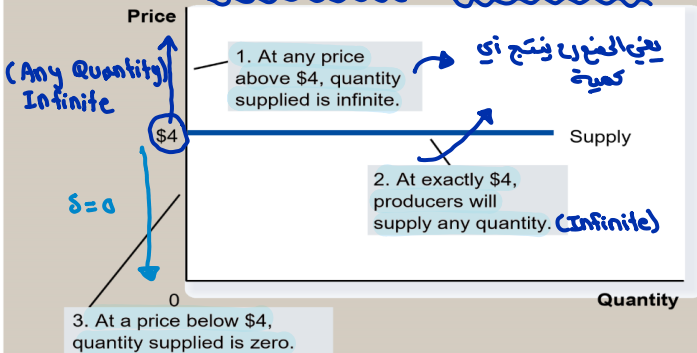 Price
1. At any price
above $4, quantity
supplied is infinite.
يعني المصنع رح ينتج أي
كمية
(Any Quantity)
Infinite
$4
Supply
2. At exactly $4,
producers will
supply any quantity. (Infinite)
S=0
0
Quantity
3. At a price below $4,
quantity supplied is zero.